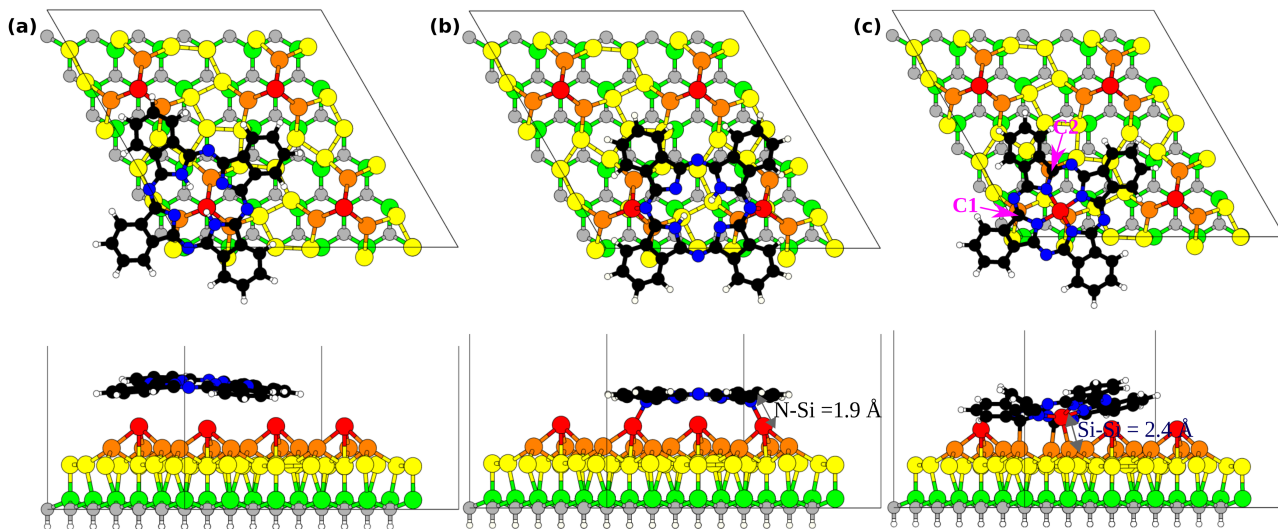 (a)
(b)
(c)
C2
C1
N-Si =1.9 Å
Si-Si = 2.4 Å